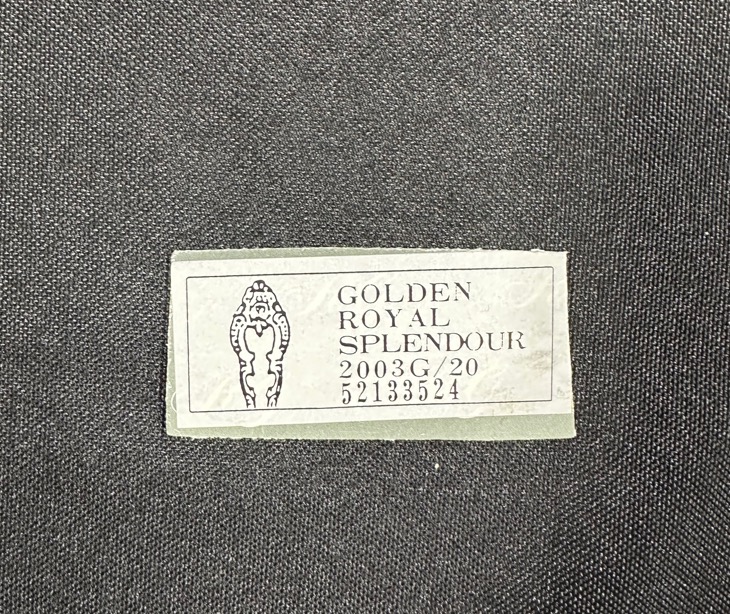 GOLDEN
ROYAL
SPLENDOUR
2003G/20
52133524